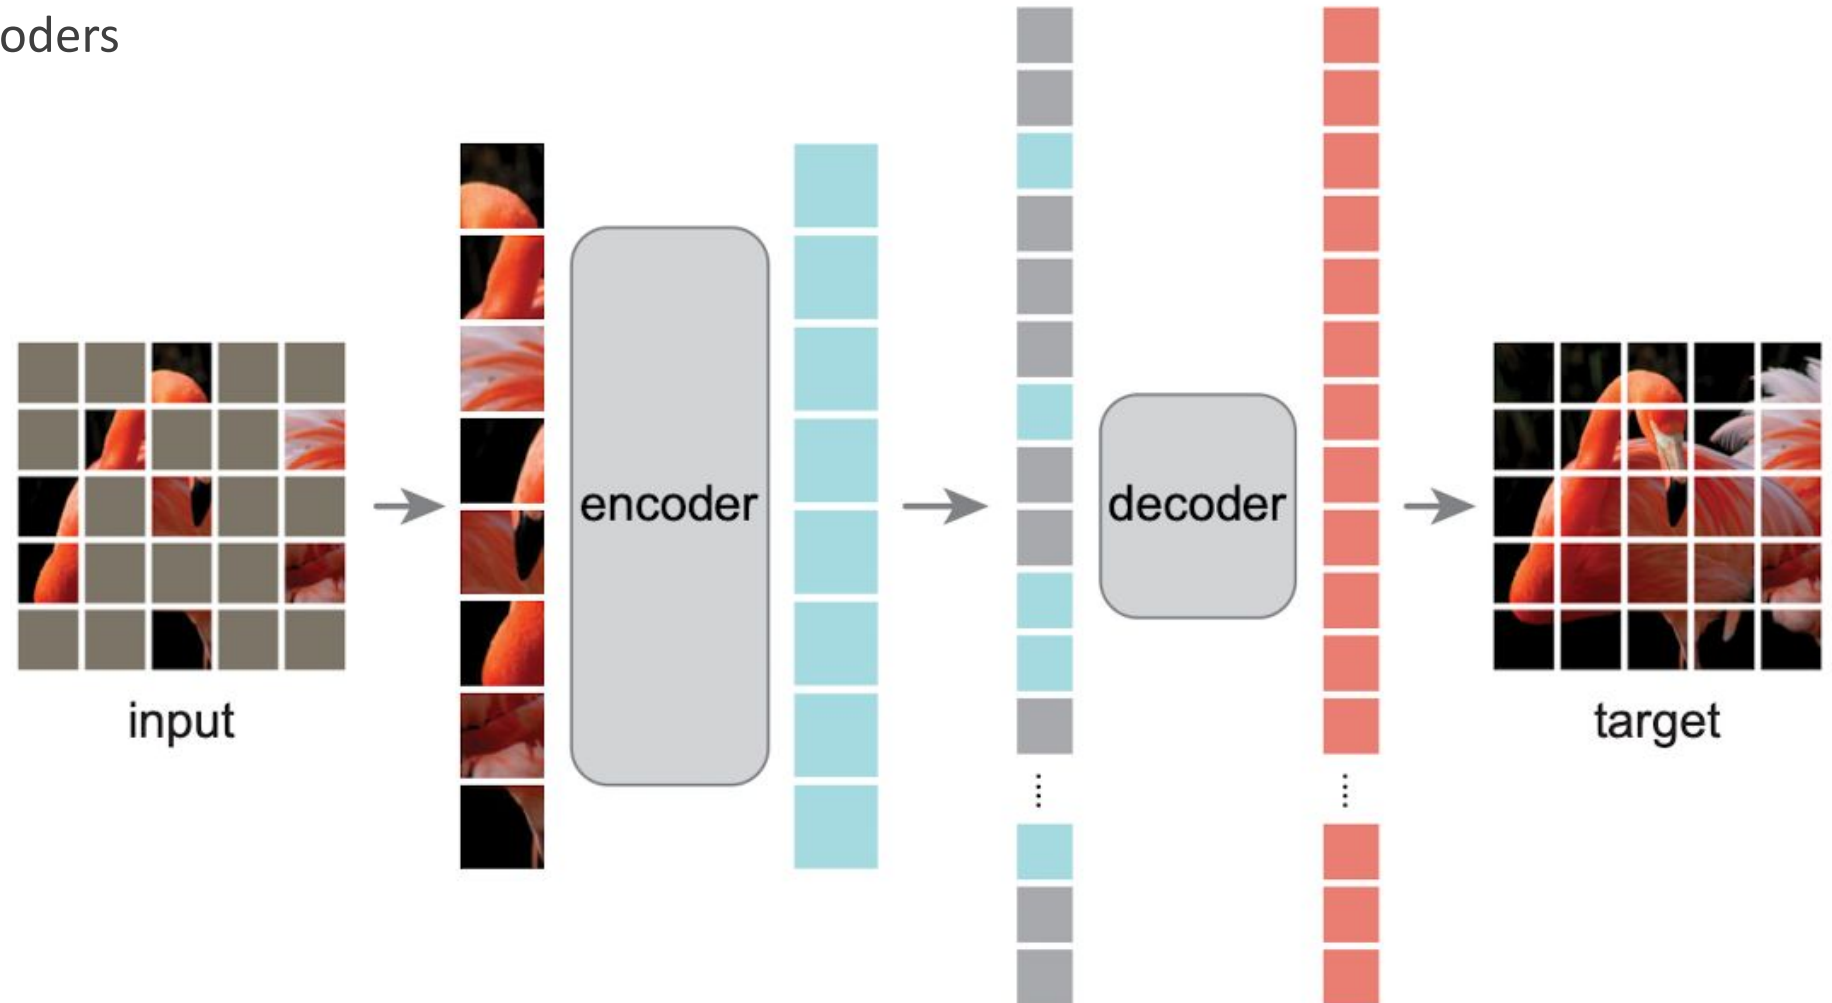 oders
encoder
decoder
input
target